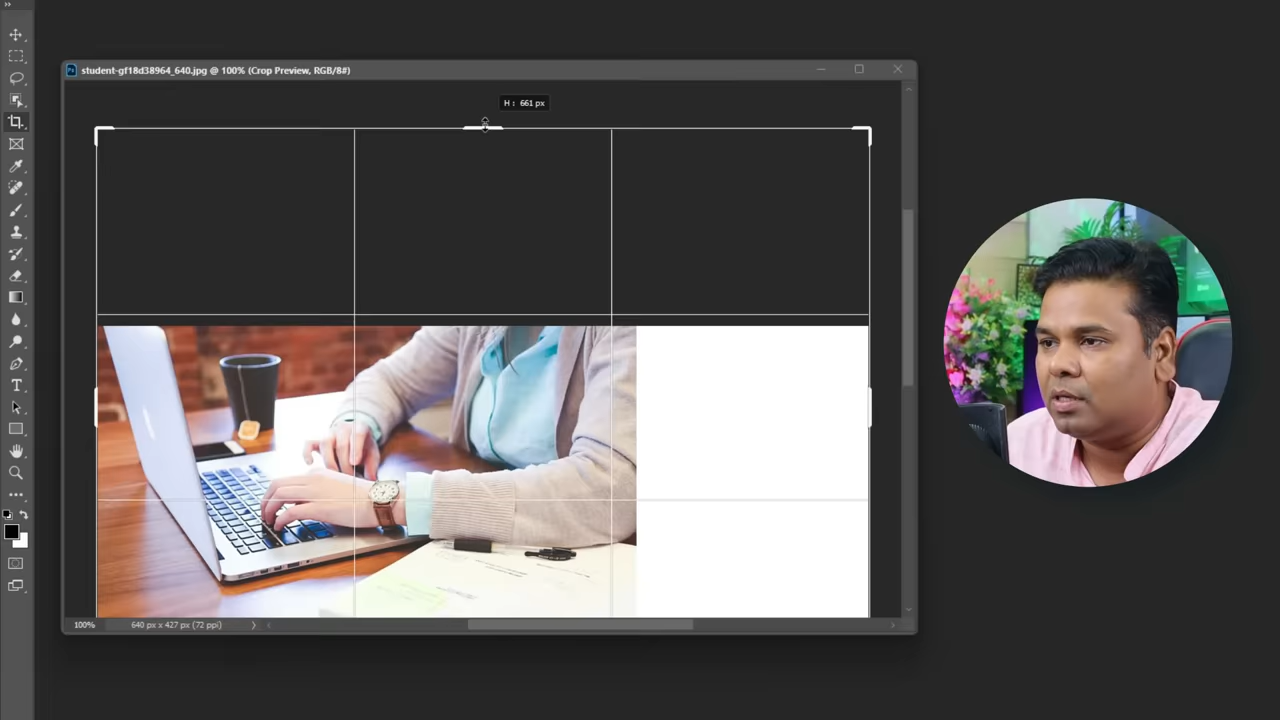 student-gf18d38964_640.jpg @ 100% (Crop Preview, RGB/8#)
H : 661 px
100%
640 px x 427 px (72 ppi)